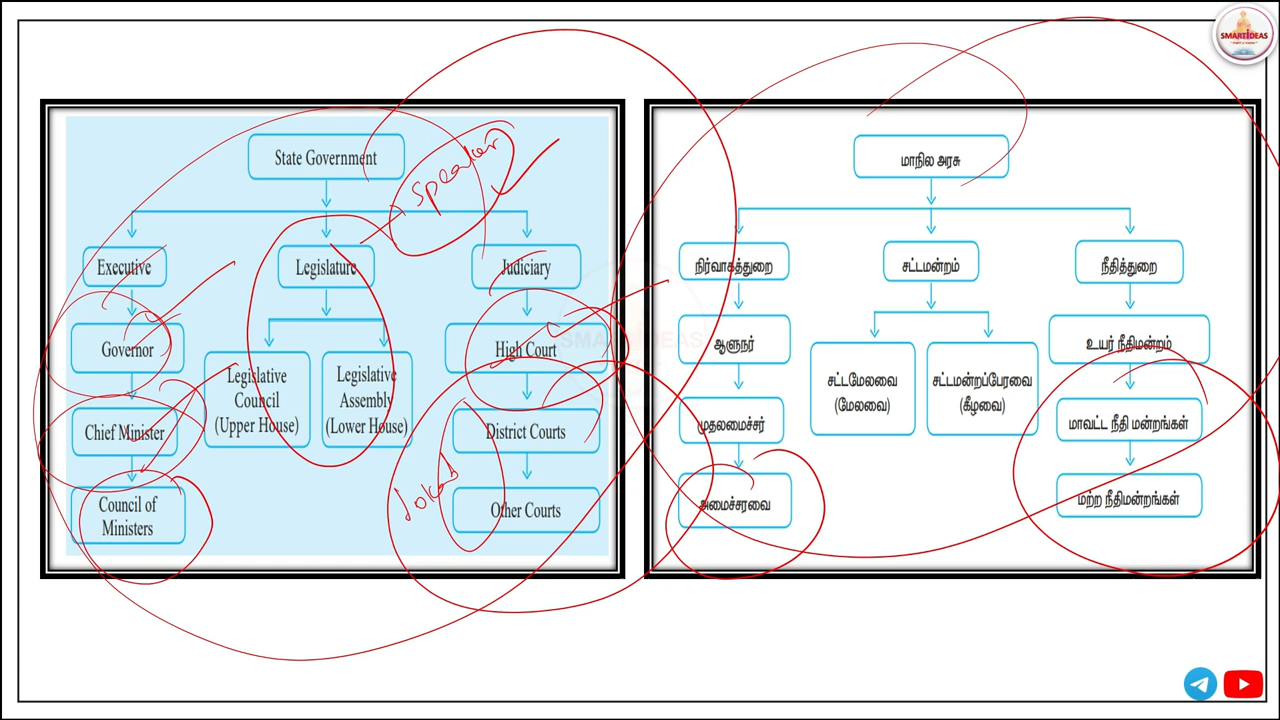 SMARTIDEAS
State Government
Speaker
Executive
Legislature
Judiciary
Governor
Legislative
Council
(Upper House)
Legislative
Assembly
(Lower House)
High Court
Chief Minister
District Courts
Council of
Ministers
Other Courts
மாநில அரசு
நிர்வாகத்துறை
சட்டமன்றம்
நீதித்துறை
ஆளுநர்
சட்டமேலவை
(மேலவை)
சட்டமன்றப்பேரவை
(கீழவை)
உயர் நீதிமன்றம்
முதலமைச்சர்
மாவட்ட நீதி மன்றங்கள்
அமைச்சரவை
மற்ற நீதிமன்றங்கள்
SMARTIDEAS